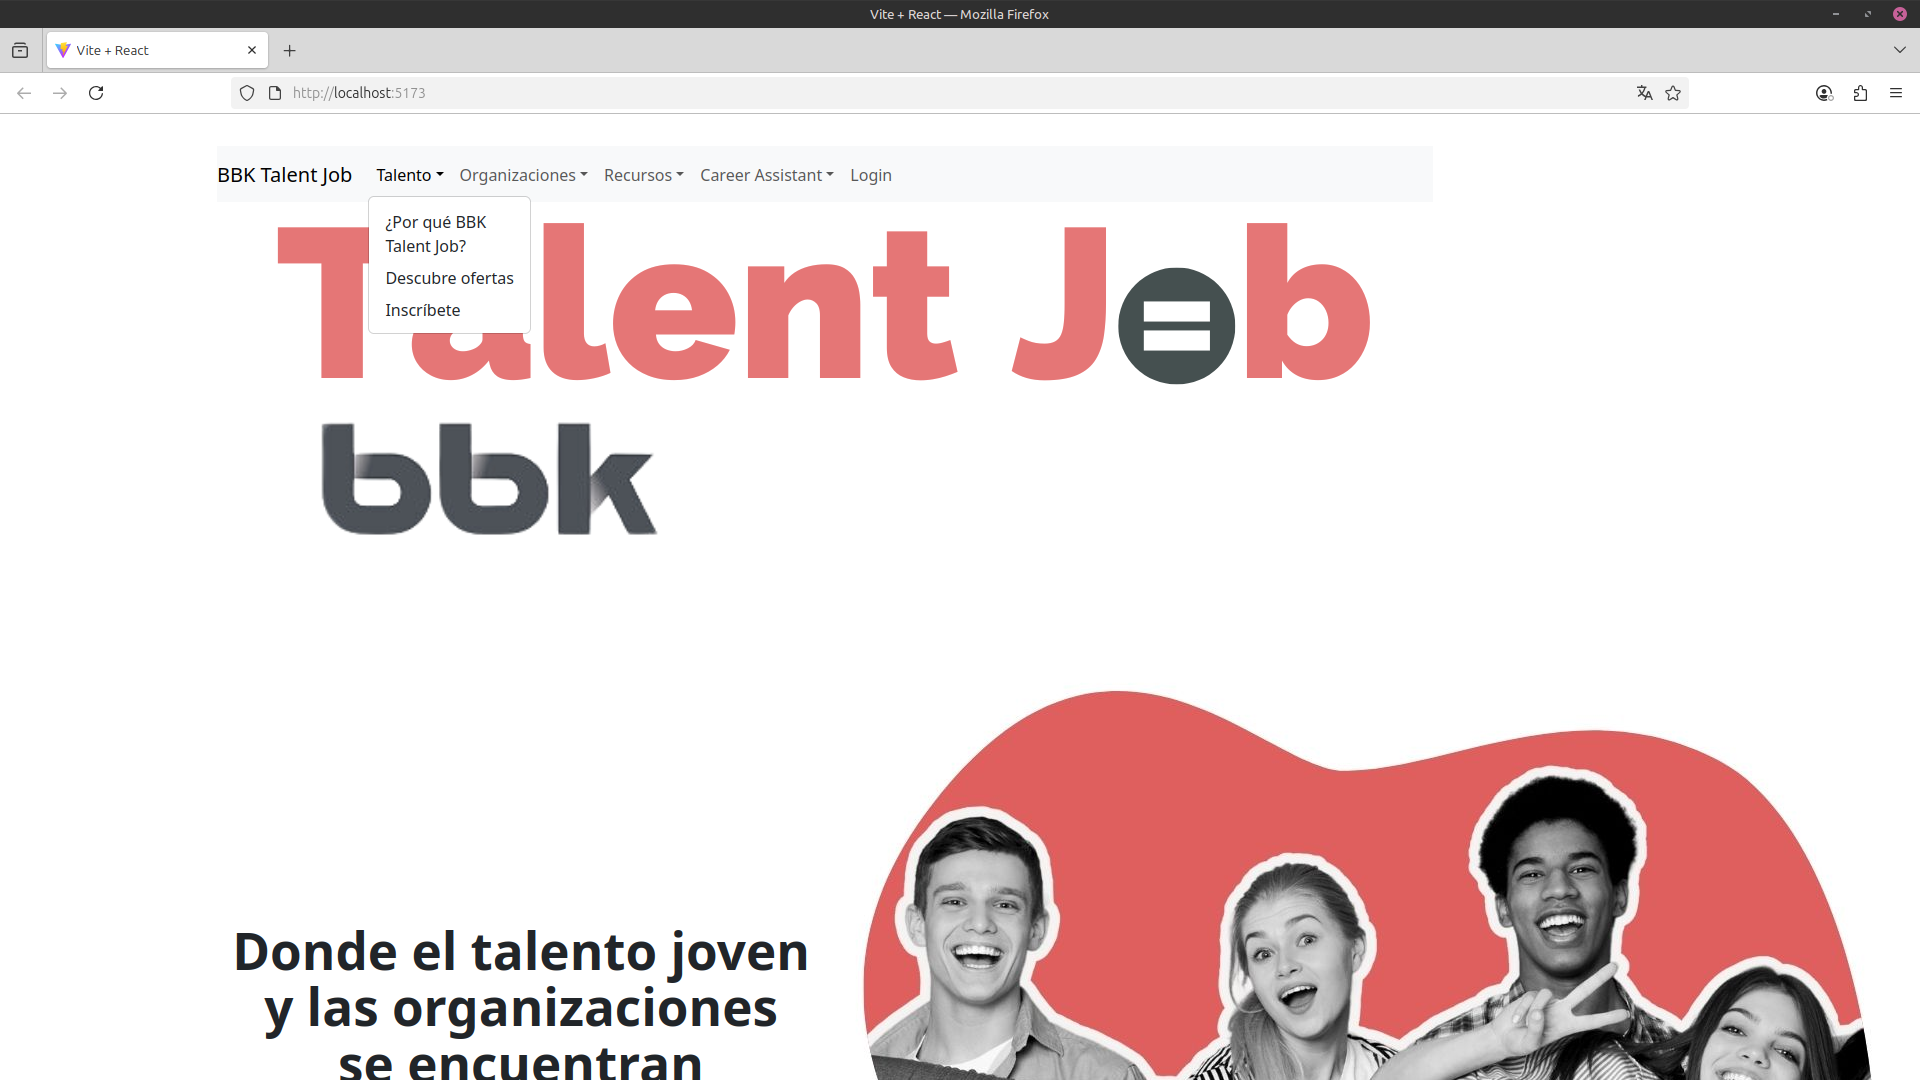 Vite + React — Mozilla Firefox
Vite + React
http://localhost:5173
BBK Talent Job Talento Organizaciones Recursos Career Assistant Login
¿Por qué BBK
Talent Job?
Descubre ofertas
Inscríbete
Talent Job
bbk
Donde el talento joven
y las organizaciones
se encuentran